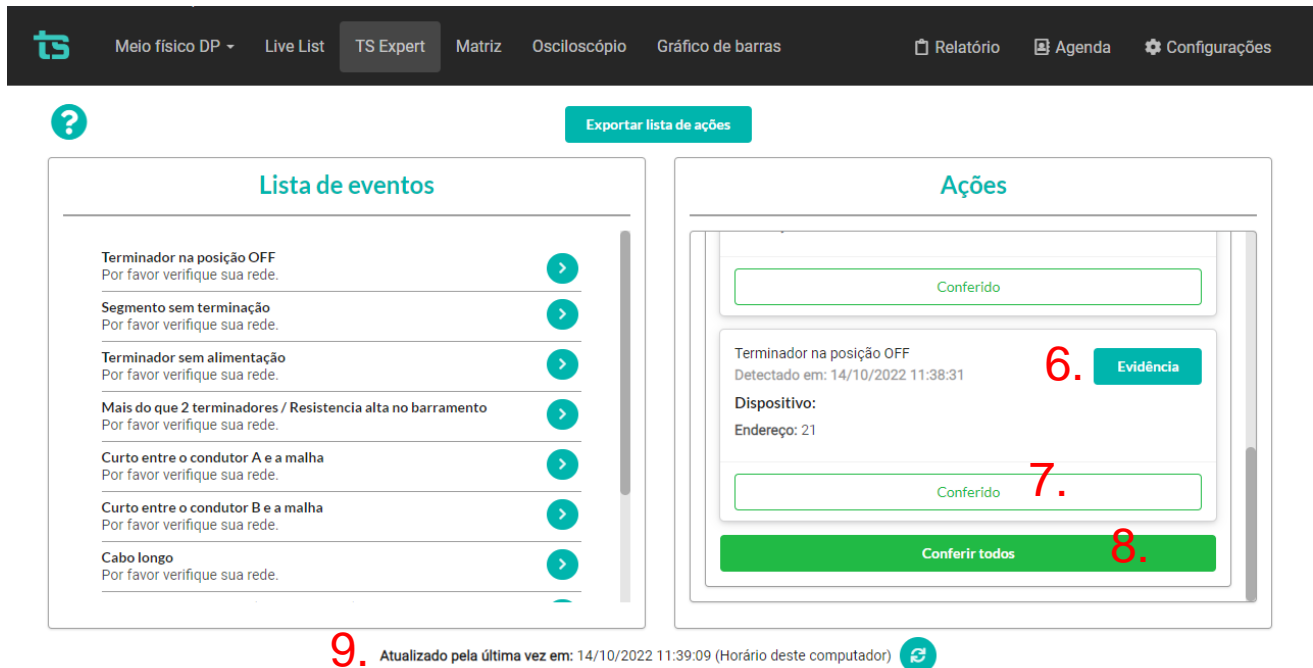 ts
Meio físico DP
Live List
TS Expert
Matriz
Osciloscópio
Gráfico de barras
Relatório
Agenda
Configurações
?
Exportar lista de ações
Lista de eventos
Terminador na posição OFF
Por favor verifique sua rede.
Segmento sem terminação
Por favor verifique sua rede.
Terminador sem alimentação
Por favor verifique sua rede.
Mais do que 2 terminadores / Resistencia alta no barramento
Por favor verifique sua rede.
Curto entre o condutor A e a malha
Por favor verifique sua rede.
Curto entre o condutor B e a malha
Por favor verifique sua rede.
Cabo longo
Por favor verifique sua rede.
Ações
Conferido
Terminador na posição OFF
Detectado em: 14/10/2022 11:38:31
6.
Evidência
Dispositivo:
Endereço: 21
Conferido
7.
Conferir todos
8.
9.
Atualizado pela última vez em: 14/10/2022 11:39:09 (Horário deste computador)